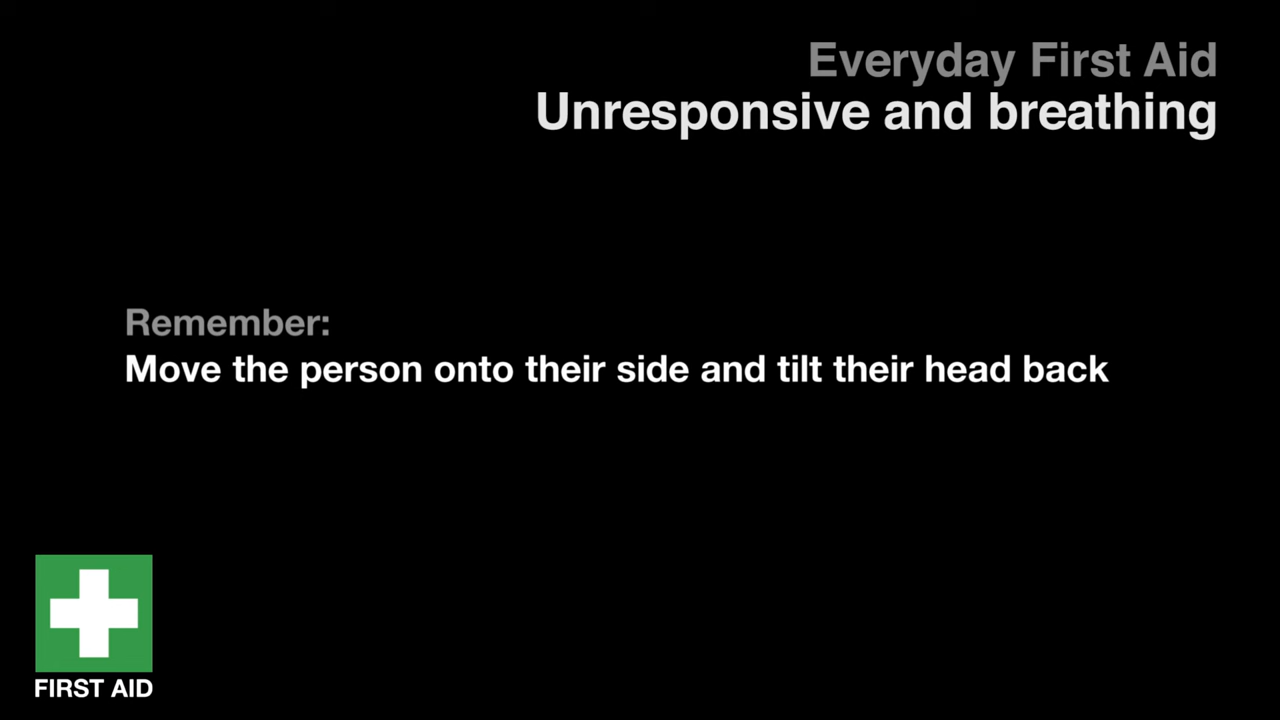 Everyday First Aid
Unresponsive and breathing
Remember:
Move the person onto their side and tilt their head back
FIRST AID